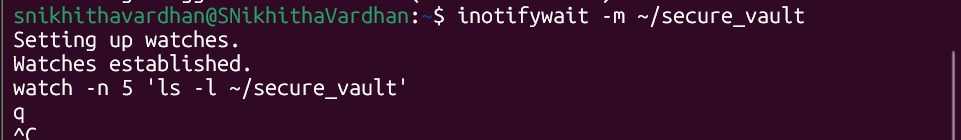 snikhithavardhan@SNikhithaVardhan:~$ inotifywait -m ~/secure_vault
Setting up watches.
Watches established.
watch -n 5 'ls -l ~/secure_vault'
q
^C